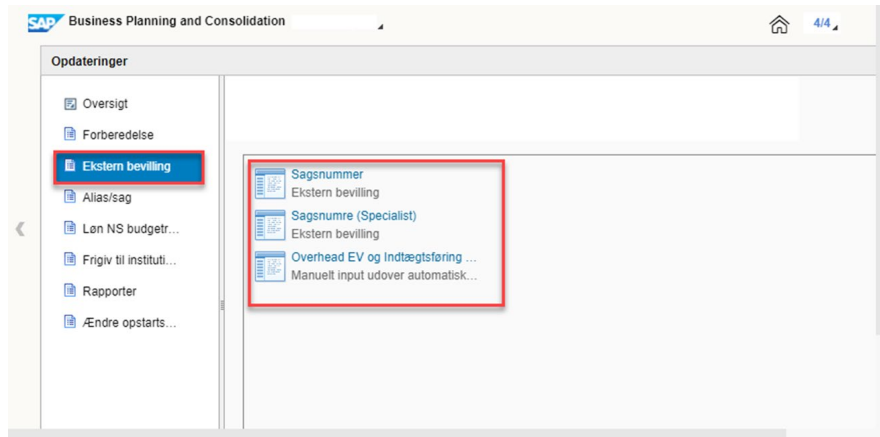 SAP Business Planning and Consolidation
4/4
Opdateringer
Oversigt
Forberedelse
Ekstern bevilling
Alias/sag
Løn NS budgetr...
Frigiv til instituti...
Rapporter
Ændre opstarts...
Sagsnummer
Ekstern bevilling
Sagsnumre (Specialist)
Ekstern bevilling
Overhead EV og Indtægtsføring ...
Manuelt input udover automatisk...